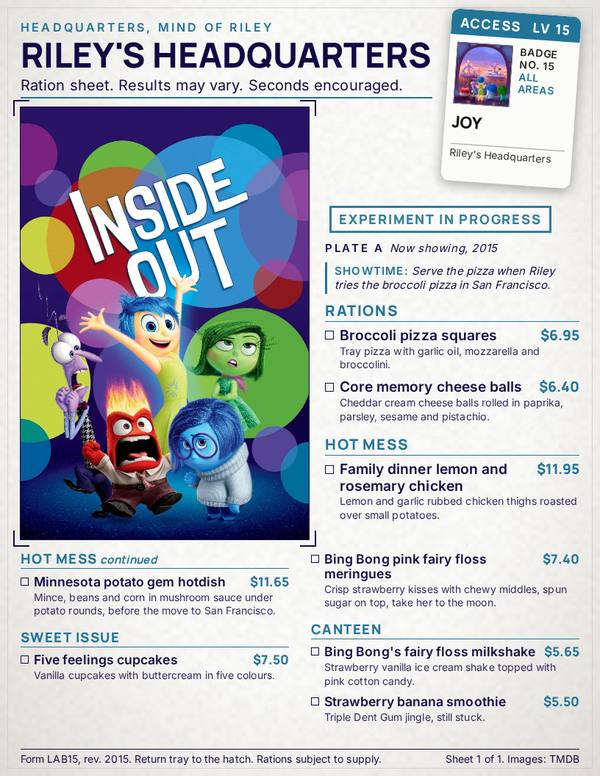 HEADQUARTERS, MIND OF RILEY
RILEY'S HEADQUARTERS
Ration sheet. Results may vary. Seconds encouraged.
ACCESS LV 15
BADGE
NO. 15
ALL
AREAS
JOY
Riley's Headquarters
INSIDE
OUT
EXPERIMENT IN PROGRESS
PLATE A Now showing, 2015
SHOWTIME: Serve the pizza when Riley
tries the broccoli pizza in San Francisco.
RATIONS
Broccoli pizza squares $6.95
Tray pizza with garlic oil, mozzarella and
broccolini.
Core memory cheese balls $6.40
Cheddar cream cheese balls rolled in paprika,
parsley, sesame and pistachio.
HOT MESS
Family dinner lemon and $11.95
rosemary chicken
Lemon and garlic rubbed chicken thighs roasted
over small potatoes.
HOT MESS continued
Minnesota potato gem hotdish $11.65
Mince, beans and corn in mushroom sauce under
potato rounds, before the move to San Francisco.
SWEET ISSUE
Five feelings cupcakes $7.50
Vanilla cupcakes with buttercream in five colours.
Bing Bong pink fairy floss $7.40
meringues
Crisp strawberry kisses with chewy middles, spun
sugar on top, take her to the moon.
CANTEEN
Bing Bong's fairy floss milkshake $5.65
Strawberry vanilla ice cream shake topped with
pink cotton candy.
Strawberry banana smoothie $5.50
Triple Dent Gum jingle, still stuck.
Form LAB15, rev. 2015. Return tray to the hatch. Rations subject to supply.
Sheet 1 of 1. Images: TMDB